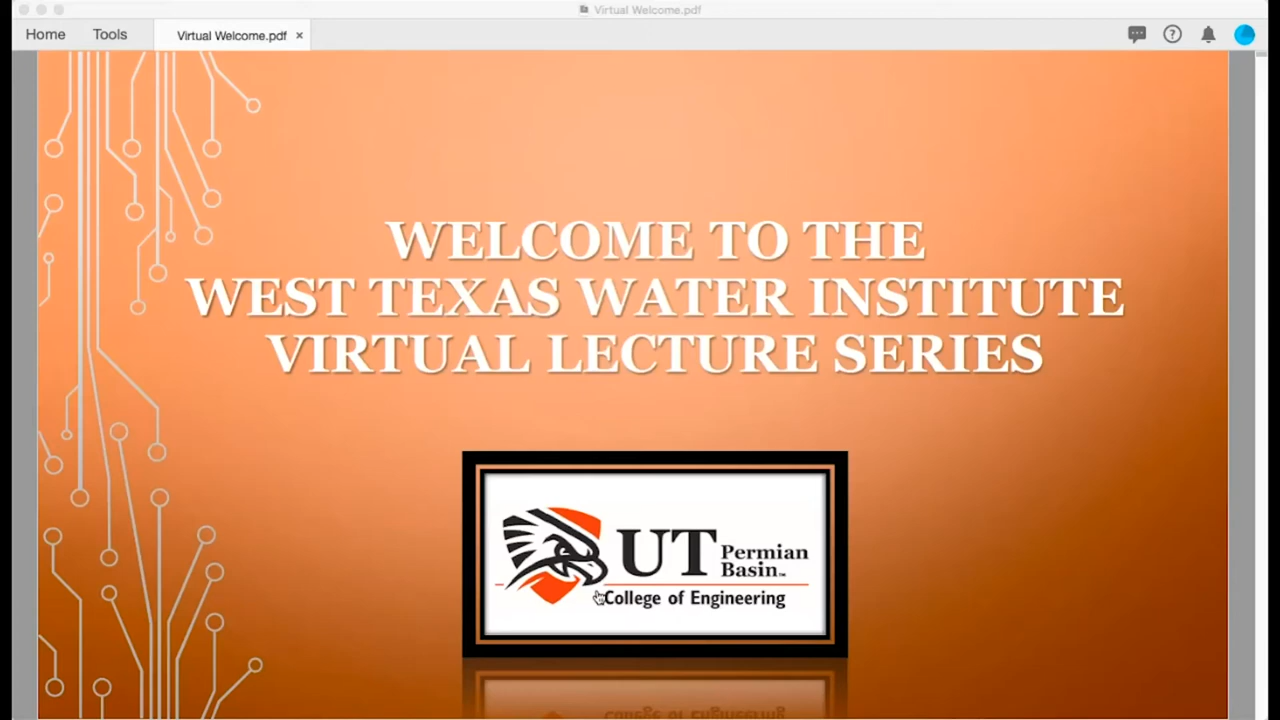 Virtual Welcome.pdf
Home Tools Virtual Welcome.pdf ×
WELCOME TO THE
WEST TEXAS WATER INSTITUTE
VIRTUAL LECTURE SERIES
UT Permian
Basin™
College of Engineering